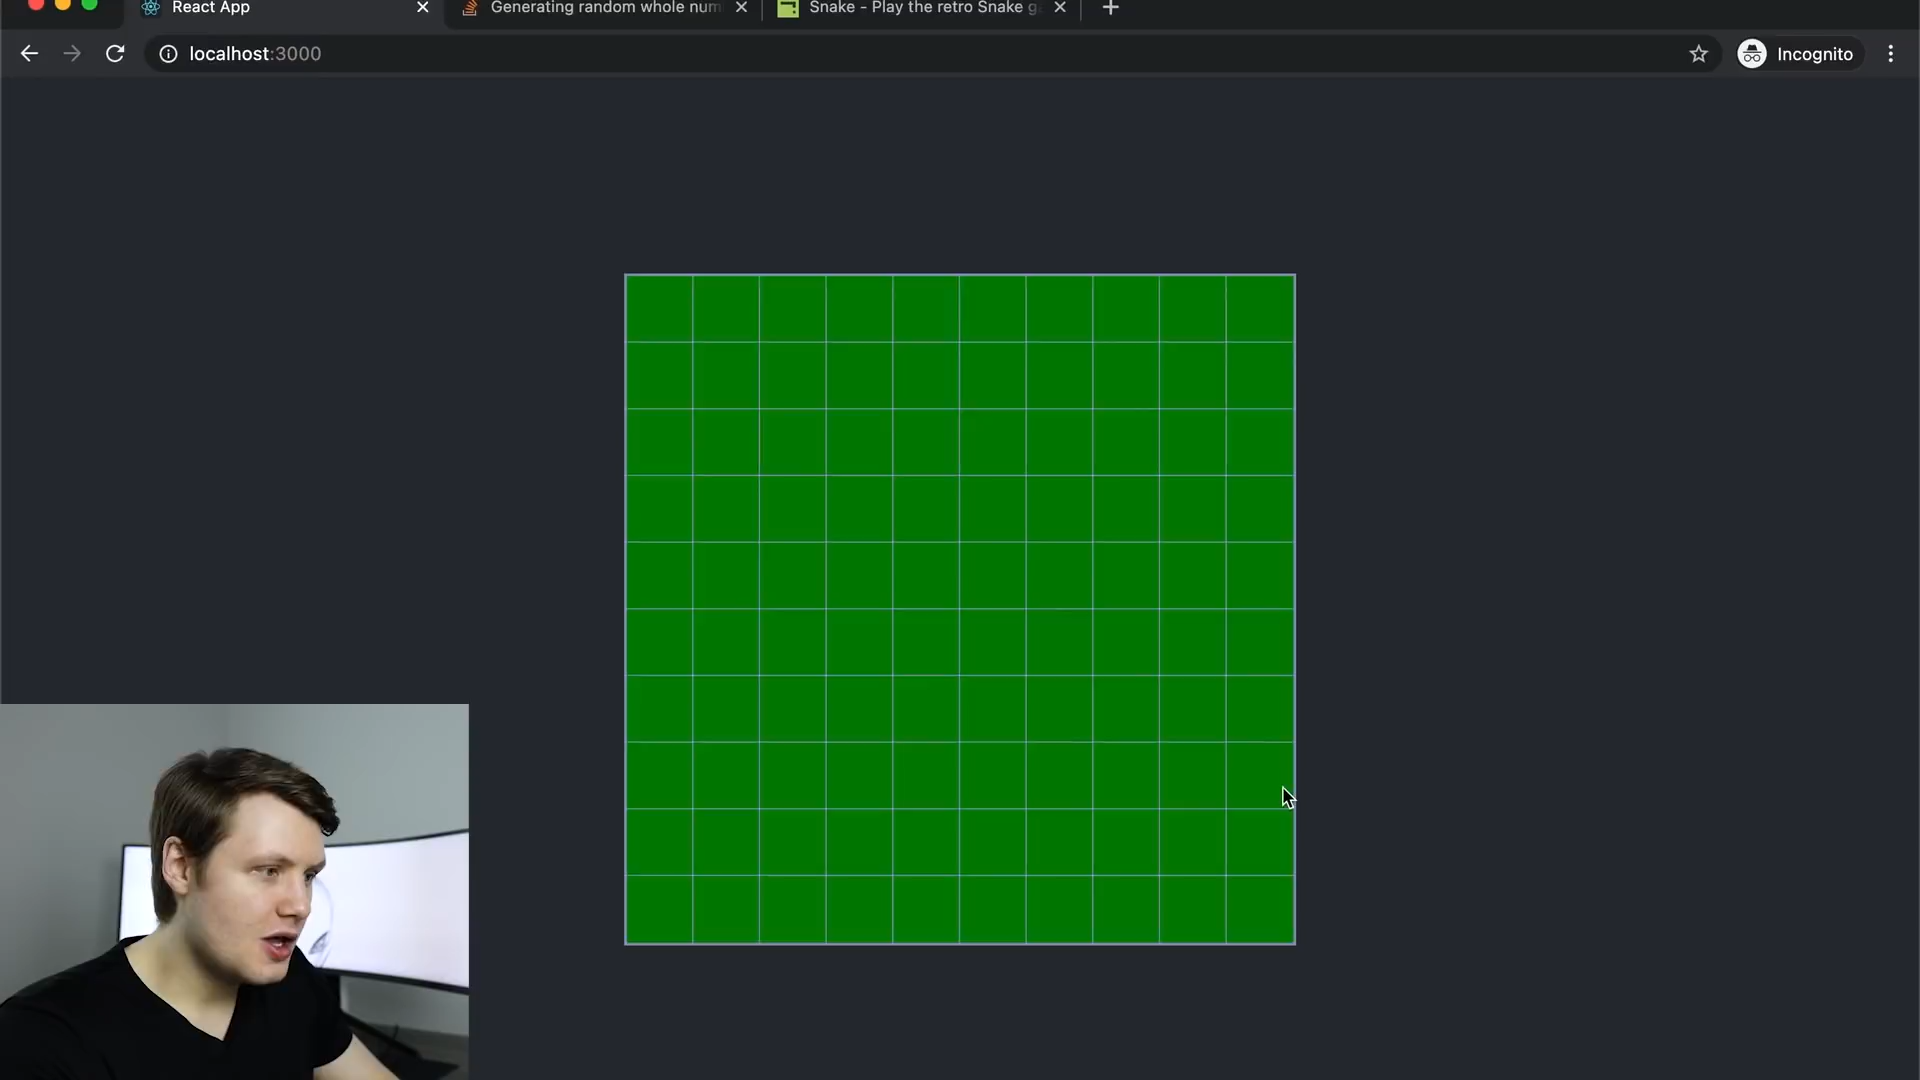 React App
Generating random whole num
Snake - Play the retro Snake g
localhost:3000
Incognito